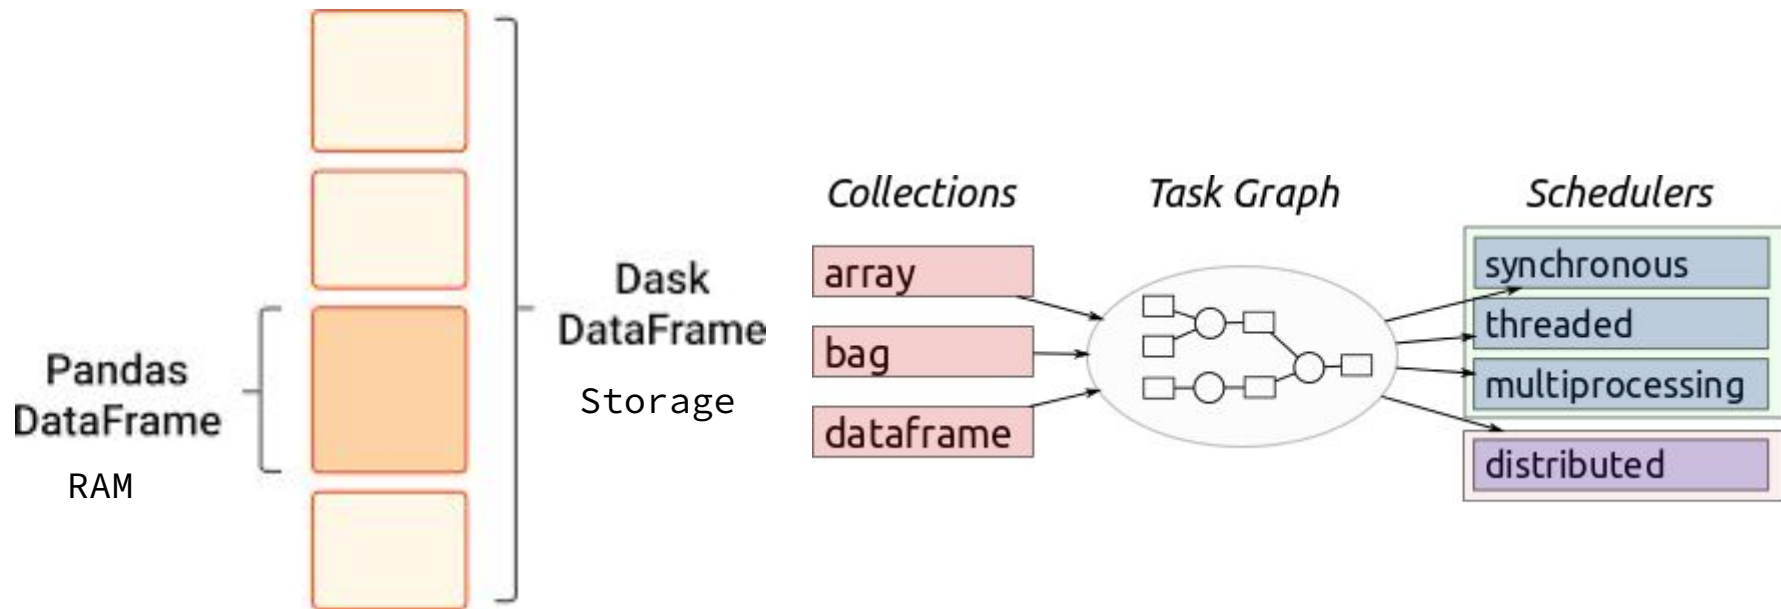 Pandas
DataFrame
RAM
Dask
DataFrame
Storage
Collections
array
bag
dataframe
Task Graph
Schedulers
synchronous
threaded
multiprocessing
distributed